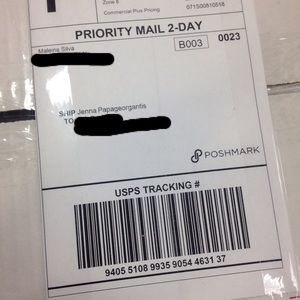 Zone 8
Commercial Plus Pricing
071S00810518
PRIORITY MAIL 2-DAY
Maleina Silva
0023
B003
SHIP Jenna Papageorgantis
TO
POSHMARK
USPS TRACKING #
9405 5108 9935 9054 4631 37